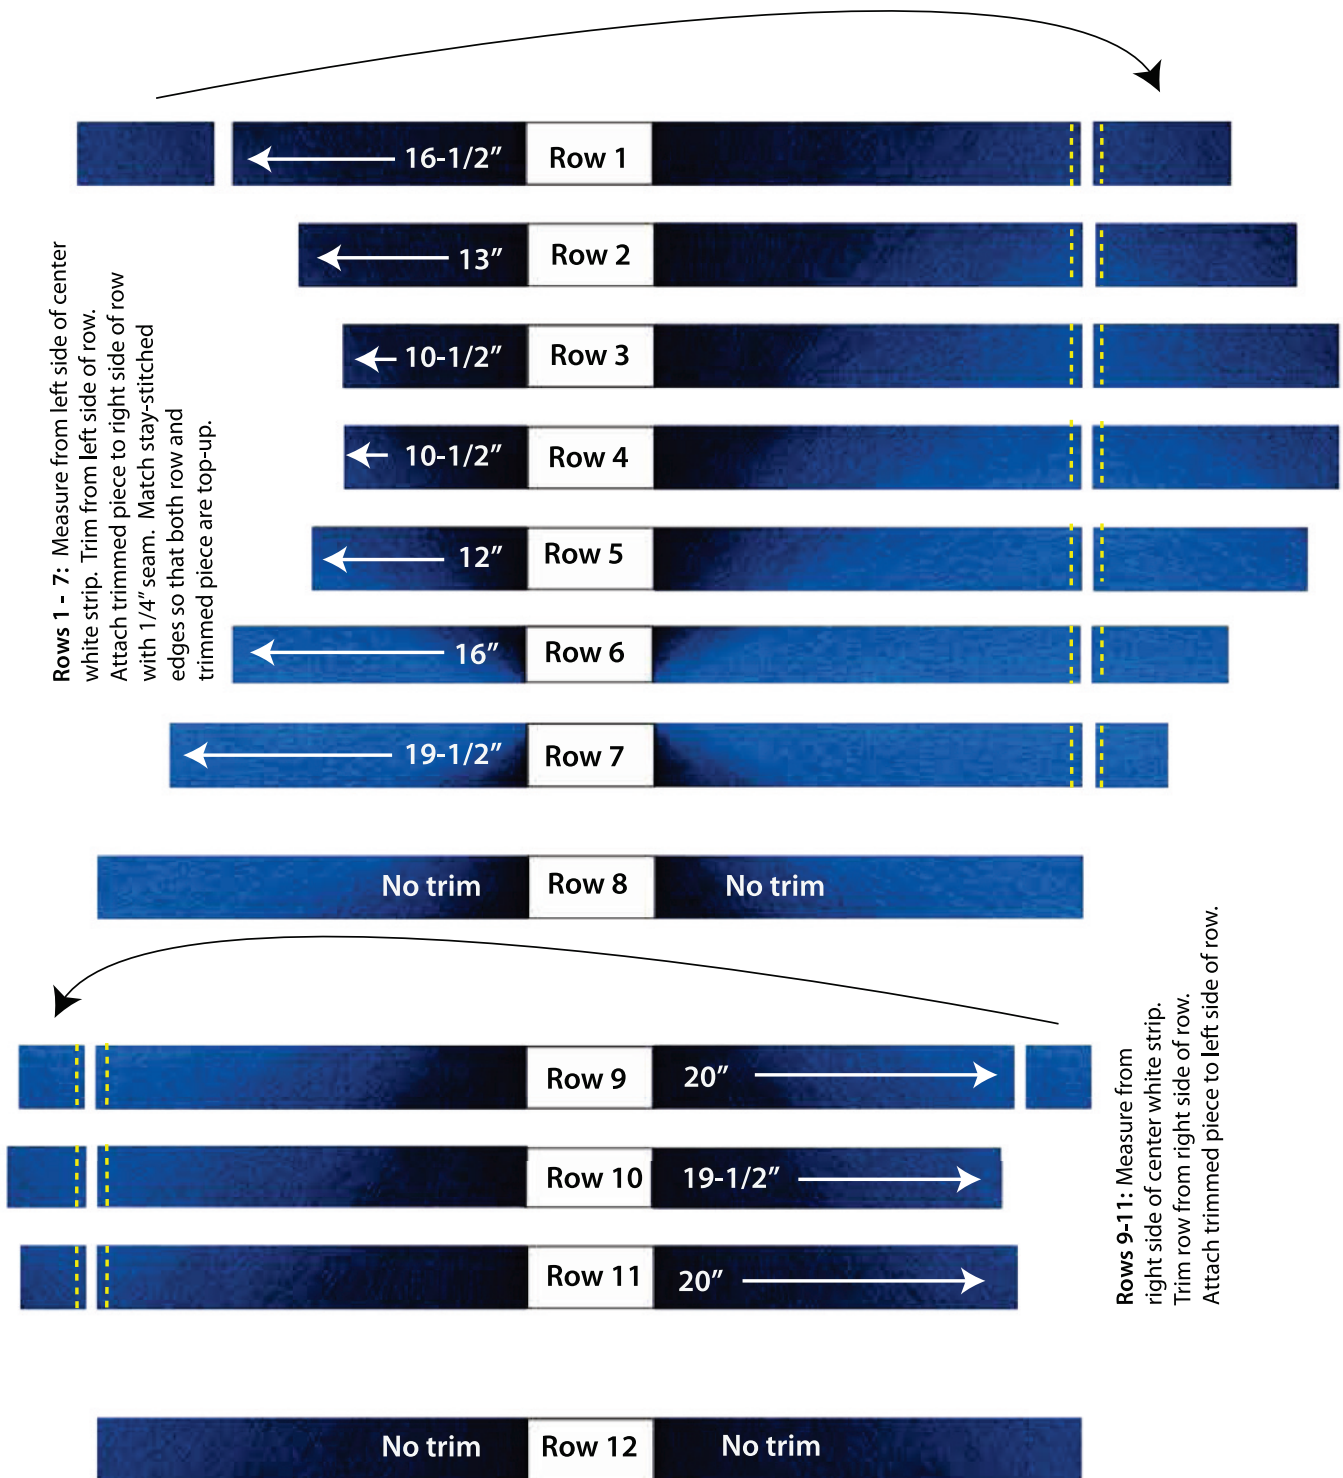 16-1/2” Row 1
13” Row 2
10-1/2” Row 3
10-1/2” Row 4
12” Row 5
16” Row 6
19-1/2” Row 7
Rows 1 - 7: Measure from left side of center
white strip.  Trim from left side of row.
Attach trimmed piece to right side of row
with 1/4” seam.  Match stay-stitched
edges so that both row and
trimmed piece are top-up.
No trim Row 8 No trim
Row 9 20”
Row 10 19-1/2”
Row 11 20”
Rows 9-11: Measure from
right side of center white strip.
Trim row from right side of row.
Attach trimmed piece to left side of row.
No trim Row 12 No trim